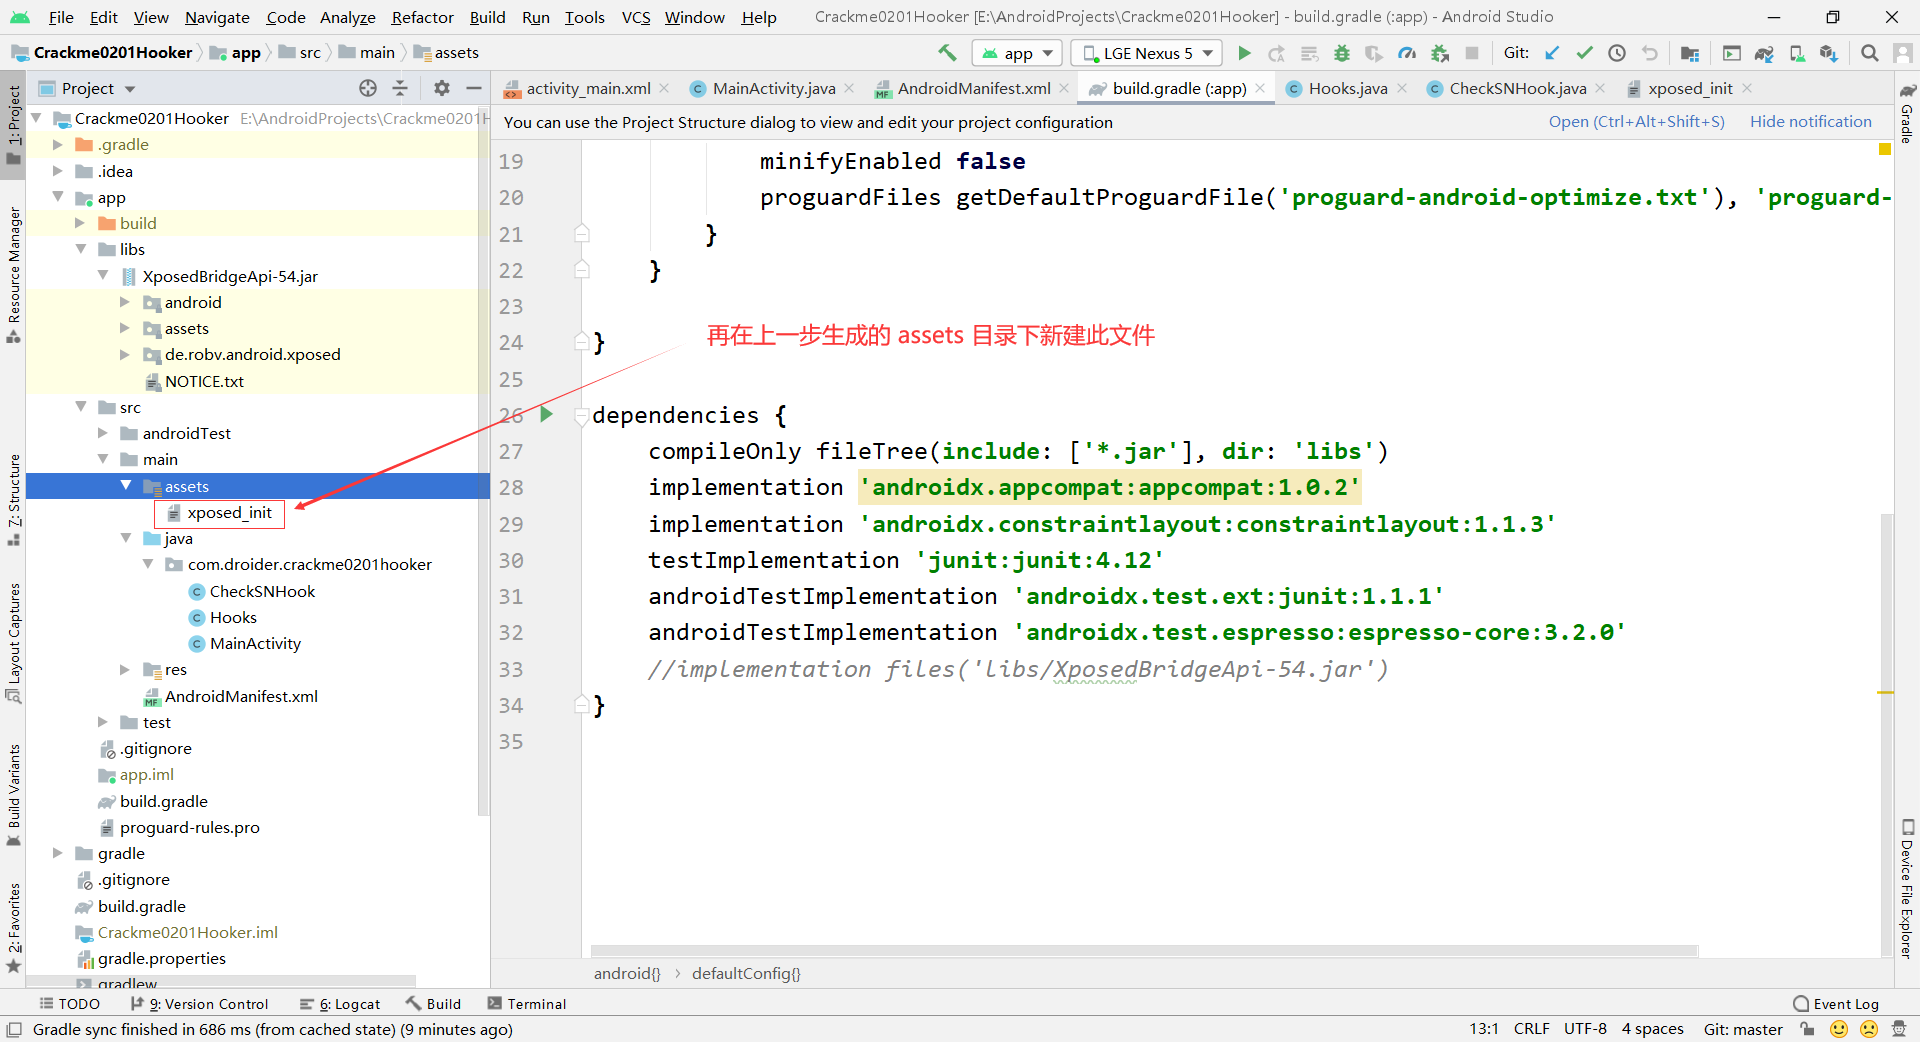 File Edit View Navigate Code Analyze Refactor Build Run Tools VCS Window Help Crackme0201Hooker [E:\AndroidProjects\Crackme0201Hooker] - build.gradle (:app) - Android Studio
Crackme0201Hooker app src main assets app LGE Nexus 5 Git:
Project
activity_main.xml MainActivity.java AndroidManifest.xml build.gradle (:app) Hooks.java CheckSNHook.java xposed_init
You can use the Project Structure dialog to view and edit your project configuration Open (Ctrl+Alt+Shift+S) Hide notification
1: Project
Resource Manager
7: Structure
Layout Captures
Build Variants
2: Favorites
Crackme0201Hooker E:\AndroidProjects\Crackme0201H
.gradle
.idea
app
build
libs
XposedBridgeApi-54.jar
android
assets
de.robv.android.xposed
NOTICE.txt
src
androidTest
main
assets
xposed_init
java
com.droider.crackme0201hooker
CheckSNHook
Hooks
MainActivity
res
AndroidManifest.xml
test
.gitignore
app.iml
build.gradle
proguard-rules.pro
gradle
.gitignore
build.gradle
Crackme0201Hooker.iml
gradle.properties
gradlew
19 minifyEnabled false
20 proguardFiles getDefaultProguardFile('proguard-android-optimize.txt'), 'proguard-
21 }
22 }
23
再在上一步生成的 assets 目录下新建此文件
24 }
25
26 dependencies {
27 compileOnly fileTree(include: ['*.jar'], dir: 'libs')
28 implementation 'androidx.appcompat:appcompat:1.0.2'
29 implementation 'androidx.constraintlayout:constraintlayout:1.1.3'
30 testImplementation 'junit:junit:4.12'
31 androidTestImplementation 'androidx.test.ext:junit:1.1.1'
32 androidTestImplementation 'androidx.test.espresso:espresso-core:3.2.0'
33 //implementation files('libs/XposedBridgeApi-54.jar')
34 }
35
android{} › defaultConfig{}
Gradle
Device File Explorer
TODO 9: Version Control 6: Logcat Build Terminal Event Log
Gradle sync finished in 686 ms (from cached state) (9 minutes ago) 13:1 CRLF UTF-8 4 spaces Git: master